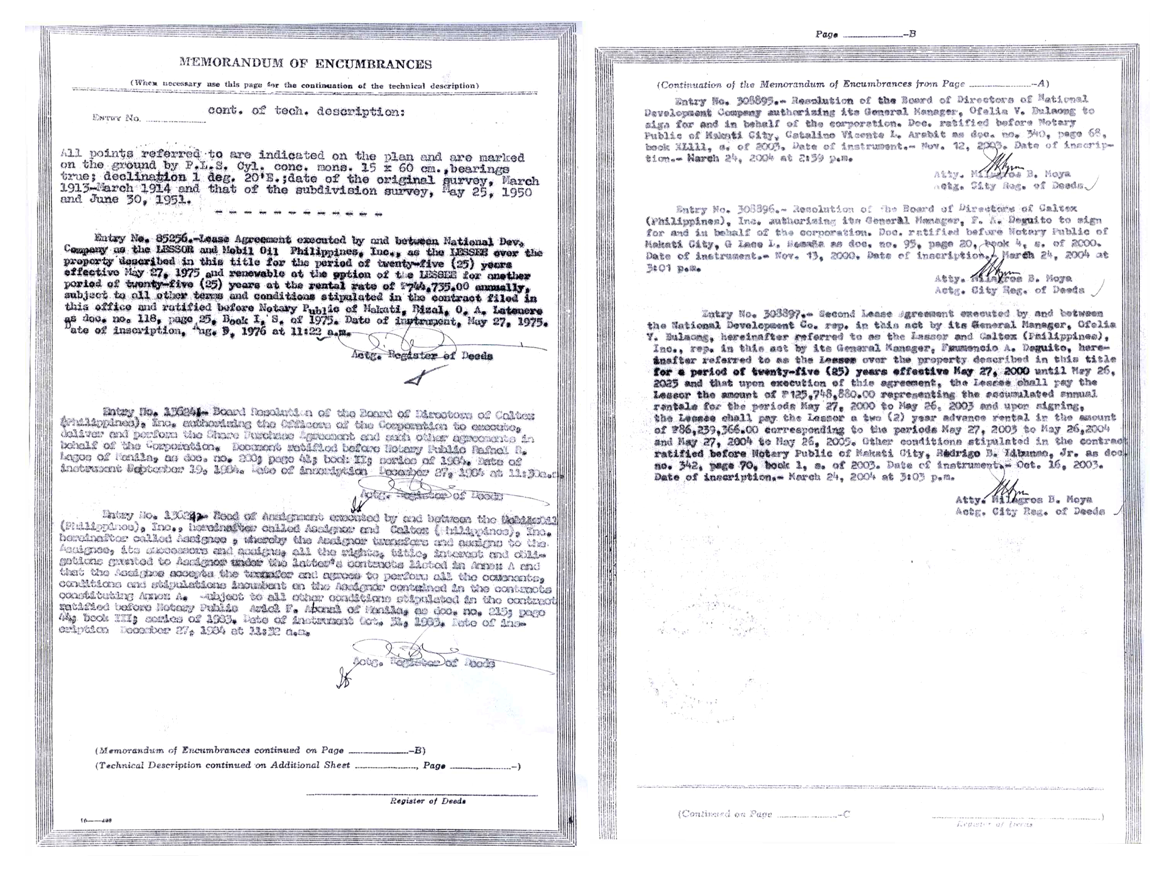 MEMORANDUM OF ENCUMBRANCES
(When necessary use this page for the continuation of the technical description)
cont. of tech. description:
ENTRY NO.
All points referred to are indicated on the plan and are marked
on the ground by P.L.S. Cyl. conc. mons. 15 x 60 cm.,bearings
true; declination 1 deg. 20'E.;date of the original survey, March
1913-March 1914 and that of the subdivision survey, May 25, 1950
and June 30, 1951.
Entry No. 85256.-Lease Agreement executed by and between National Dev.
Company as the LESSOR and Mobil Oil Philippines, Inc., as the LESSEE over the
property described in this title for the period of twenty-five (25) years
effective May 27, 1975 and renewable at the option of the LESSEE for another
period of twenty-five (25) years at the rental rate of ₱744,735.00 annually,
subject to all other terms and conditions stipulated in the contract filed in
this office and ratified before Notary Public of Makati, Rizal, O. A.
as doc. no. 118, page 25, Book I, S. of 1975. Date of instrument, May 27, 1975.
Date of inscription, Aug. 9, 1976 at 11:22 a.m.
Actg. Register of Deeds
Entry No. Board Resolution of the Board of Directors of Caltex
(Philippines), Inc. authorizing the Officers of the Corporation to execute,
deliver and perform the Share Purchase Agreement and such other agreements in
behalf of the Corporation. Document ratified before Notary Public Rafael
of Manila, as doc. no. page book II; series of 1984. Date of
instrument September 19, 1984. Date of inscription December 27, 1984 at
Actg. Register of Deeds
Entry No. Deed of Assignment executed by and between the
(Philippines), Inc., hereinafter called Assignor and Caltex (Philippines), Inc.
hereinafter called Assignee , whereby the Assignor transfers and assigns to the
Assignee, its successors and assigns, all the rights, title, interest and obli-
gations granted to Assignor under the latter's contracts listed in Annex A and
that the Assignee accepts the transfer and agrees to perform all the covenants,
conditions and stipulations incumbent on the Assignor contained in the contracts
constituting Annex A. Subject to all other conditions stipulated in the contract
ratified before Notary Public Ariel F. of Manila, as doc. no. 215; page
44; book III; series of 1983. Date of instrument Oct. 31, 1983. Date of ins-
cription December 27, 1984 at 11:32 a.m.
Actg. Register of Deeds
(Memorandum of Encumbrances continued on Page -B)
(Technical Description continued on Additional Sheet , Page -)
Register of Deeds
Page -B
(Continuation of the Memorandum of Encumbrances from Page -A)
Entry No. 308895.- Resolution of the Board of Directors of National
Development Company authorizing its General Manager, Ofelia V. Bulaong to
sign for and in behalf of the corporation. Doc. ratified before Notary
Public of Makati City, Catalino Vicente L. Arabit as doc. no. 340, page 68,
book XLIII, s. of 2003. Date of instrument.- Nov. 12, 2003. Date of inscrip-
tion.- March 24, 2004 at 2:59 p.m.
Atty. Milagros B. Moya
Actg. City Reg. of Deeds
Entry No. 308896.- Resolution of the Board of Directors of Caltex
(Philippines), Inc. authorizing its General Manager, F. A. Deguito to sign
for and in behalf of the corporation. Doc. ratified before Notary Public of
Makati City, as doc. no. 95, page 20, book 4, s. of 2000.
Date of instrument.- Nov. 13, 2000. Date of inscription.- March 24, 2004 at
3:01 p.m.
Atty. Milagros B. Moya
Actg. City Reg. of Deeds
Entry No. 308897.- Second Lease Agreement executed by and between
the National Development Co. rep. in this act by its General Manager, Ofelia
V. Bulaong, hereinafter referred to as the Lessor and Caltex (Philippines),
Inc., rep. in this act by its General Manager, A. Deguito, here-
inafter referred to as the Lessee over the property described in this title
for a period of twenty-five (25) years effective May 27, 2000 until May 26,
2025 and that upon execution of this agreement, the Lessee shall pay the
Lessor the amount of ₱125,748,880.00 representing the accumulated annual
rentals for the periods May 27, 2000 to May 26, 2003 and upon signing,
the Lessee shall pay the Lessor a two (2) year advance rental in the amount
of ₱86,239,366.00 corresponding to the periods May 27, 2003 to May 26,2004
and May 27, 2004 to May 26, 2005. Other conditions stipulated in the contract
ratified before Notary Public of Makati City, Rodrigo B. Jr. as doc.
no. 342, page 70, book 1, s. of 2003. Date of instrument.- Oct. 16, 2003.
Date of inscription.- March 24, 2004 at 3:03 p.m.
Atty. Milagros B. Moya
Actg. City Reg. of Deeds
(Continued on Page -C
Register of Deeds